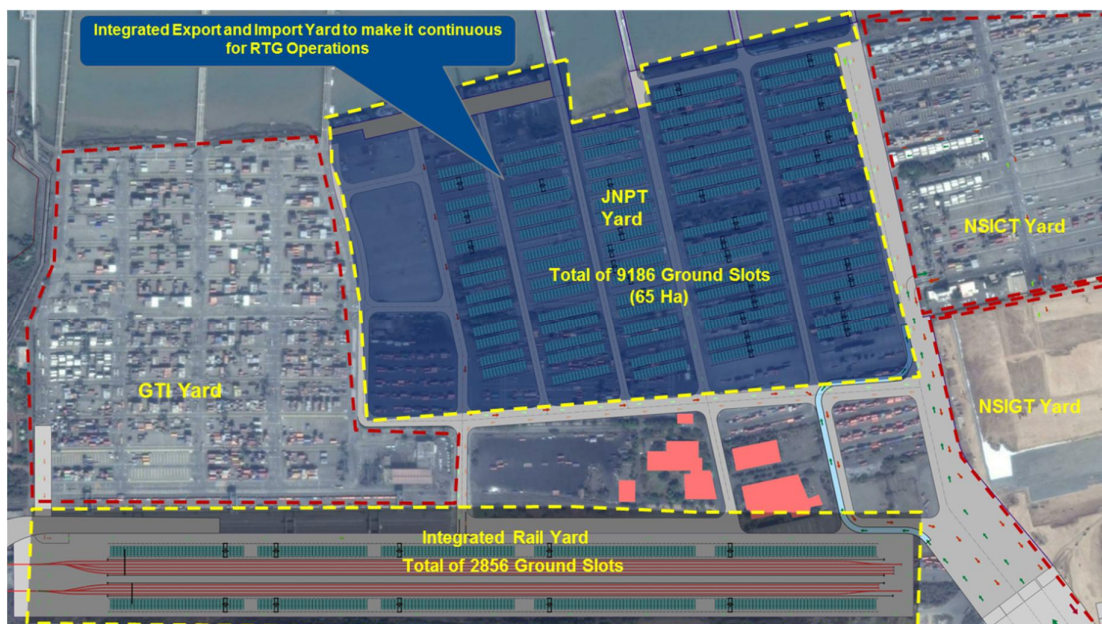 Integrated Export and Import Yard to make it continuous
for RTG Operations
JNPT
Yard
NSICT Yard
Total of 9186 Ground Slots
(65 Ha)
GTI Yard
NSIGT Yard
Integrated Rail Yard
Total of 2856 Ground Slots